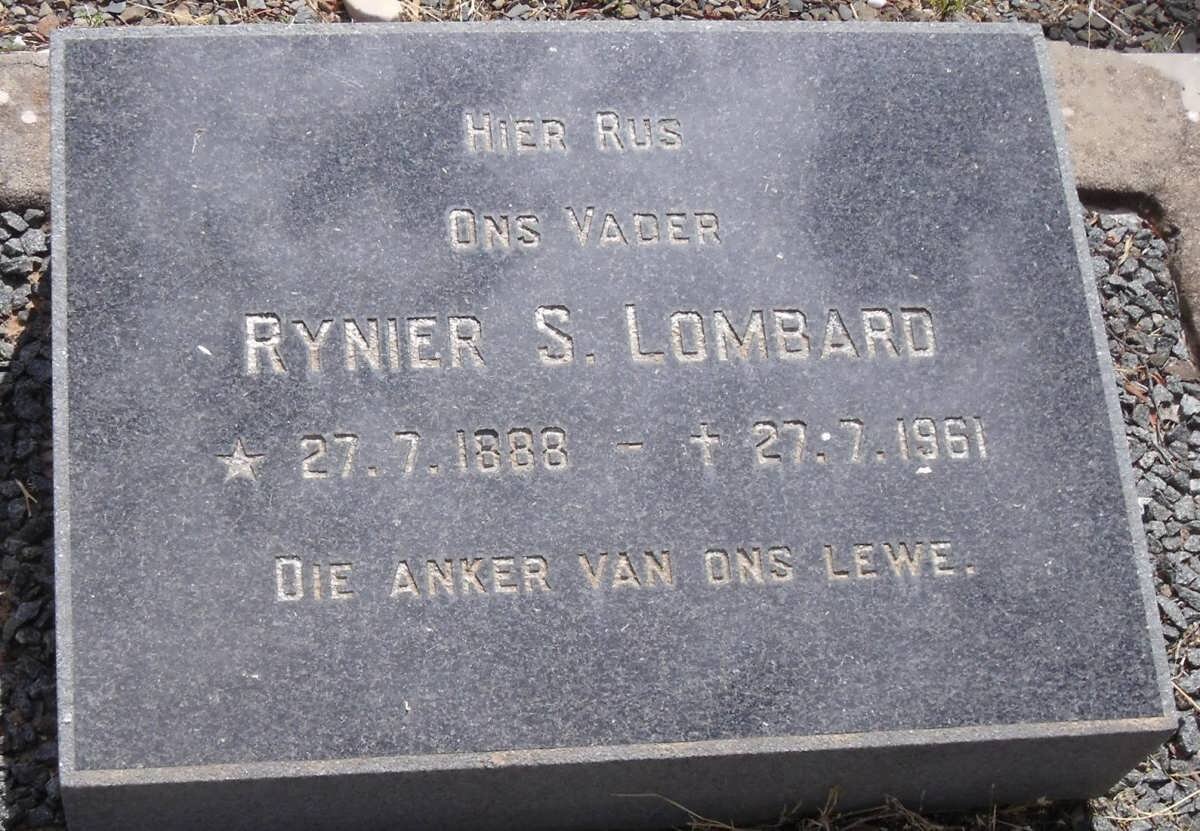 Hier Rus
Ons Vader
Rynier S. Lombard
★ 27.7.1888 - † 27.7.1961
Die anker van ons lewe.